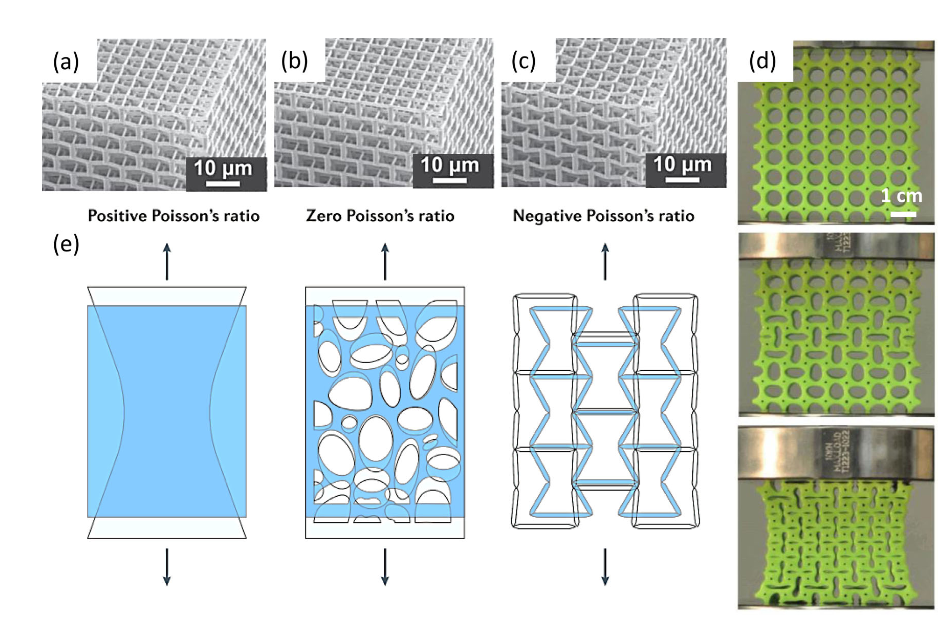 (a)
(b)
(c)
(d)
10 µm
10 µm
10 µm
1 cm
Positive Poisson's ratio
Zero Poisson's ratio
Negative Poisson's ratio
(e)